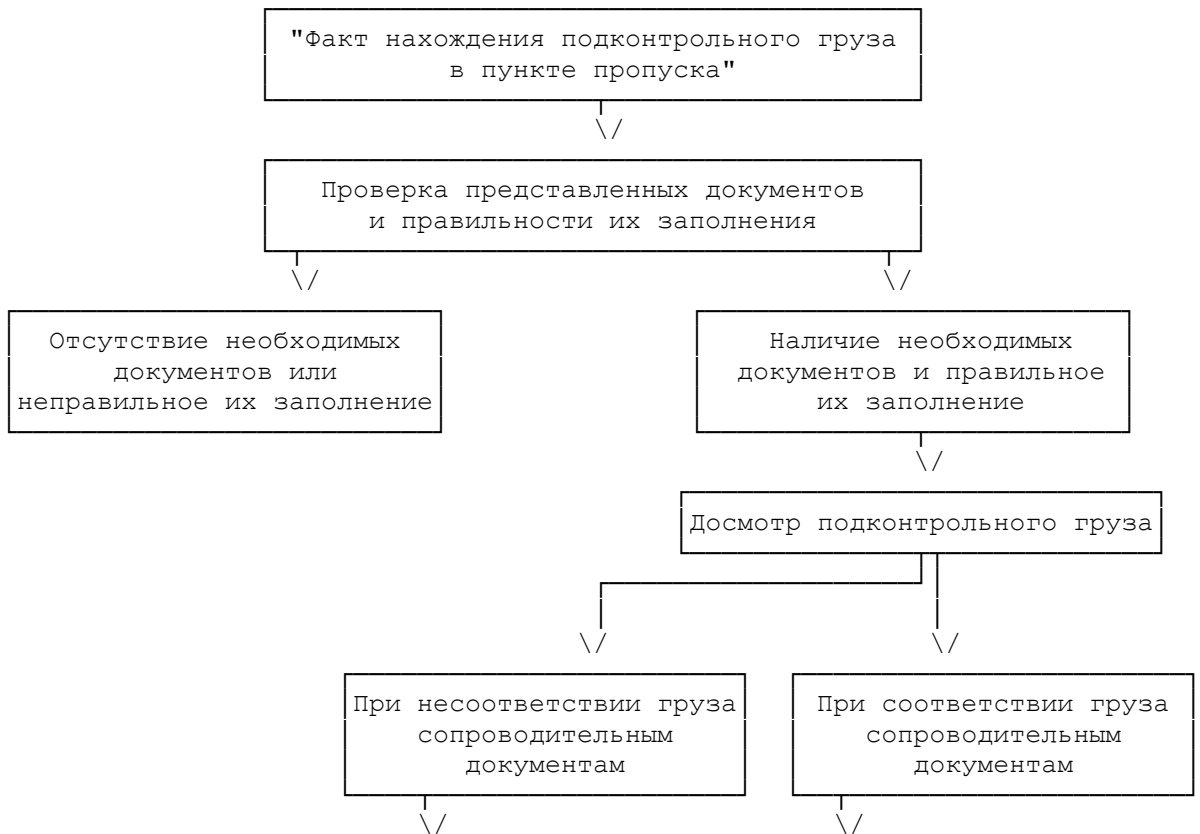 "Факт нахождения подконтрольного груза
в пункте пропуска"
Проверка представленных документов
и правильности их заполнения
Отсутствие необходимых
документов или
неправильное их заполнение
Наличие необходимых
документов и правильное
их заполнение
Досмотр подконтрольного груза
При несоответствии груза
сопроводительным
документам
При соответствии груза
сопроводительным
документам